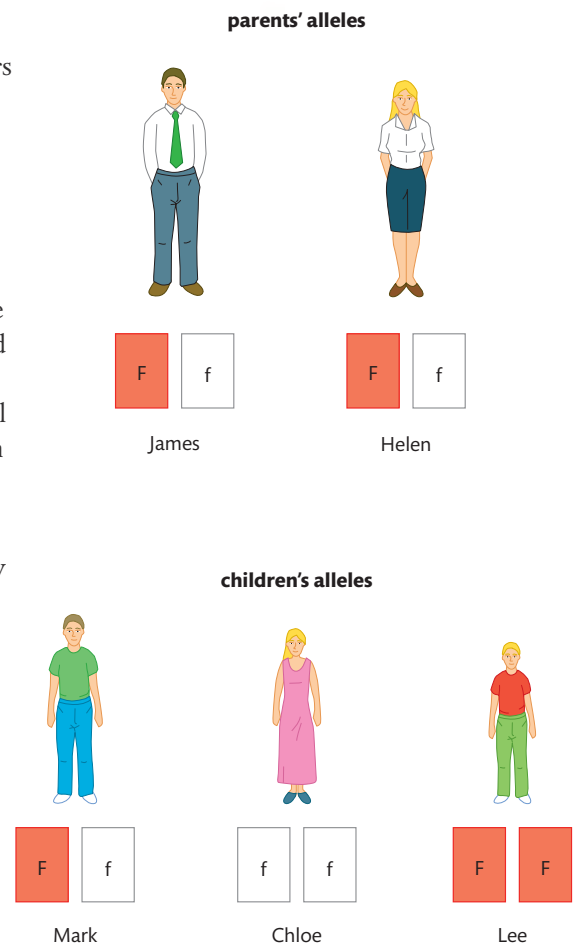 parents’ alleles
F f F f
James Helen
children’s alleles
F f f f F F
Mark Chloe Lee